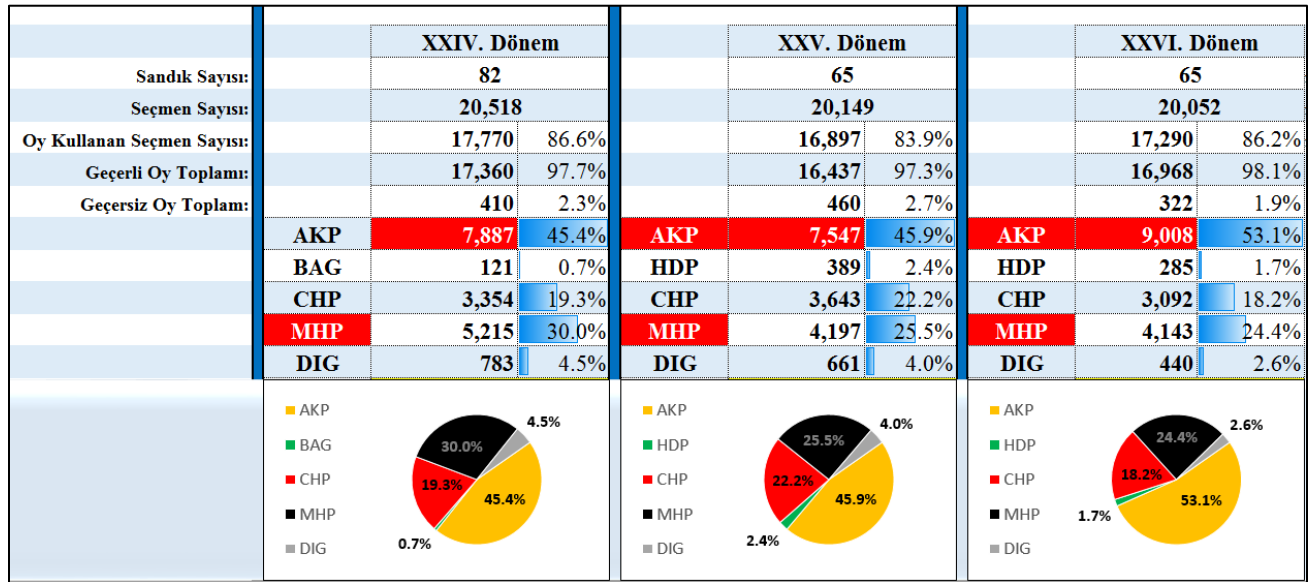 XXIV. Dönem XXV. Dönem XXVI. Dönem
Sandık Sayısı: 82 65 65
Seçmen Sayısı: 20,518 20,149 20,052
Oy Kullanan Seçmen Sayısı: 17,770 86.6% 16,897 83.9% 17,290 86.2%
Geçerli Oy Toplamı: 17,360 97.7% 16,437 97.3% 16,968 98.1%
Geçersiz Oy Toplam: 410 2.3% 460 2.7% 322 1.9%
AKP 7,887 45.4% AKP 7,547 45.9% AKP 9,008 53.1%
BAG 121 0.7% HDP 389 2.4% HDP 285 1.7%
CHP 3,354 19.3% CHP 3,643 22.2% CHP 3,092 18.2%
MHP 5,215 30.0% MHP 4,197 25.5% MHP 4,143 24.4%
DIG 783 4.5% DIG 661 4.0% DIG 440 2.6%
AKP
BAG
CHP
MHP
DIG
4.5%
30.0%
19.3%
45.4%
0.7%
AKP
HDP
CHP
MHP
DIG
4.0%
25.5%
22.2%
45.9%
2.4%
AKP
HDP
CHP
MHP
DIG
2.6%
24.4%
18.2%
53.1%
1.7%